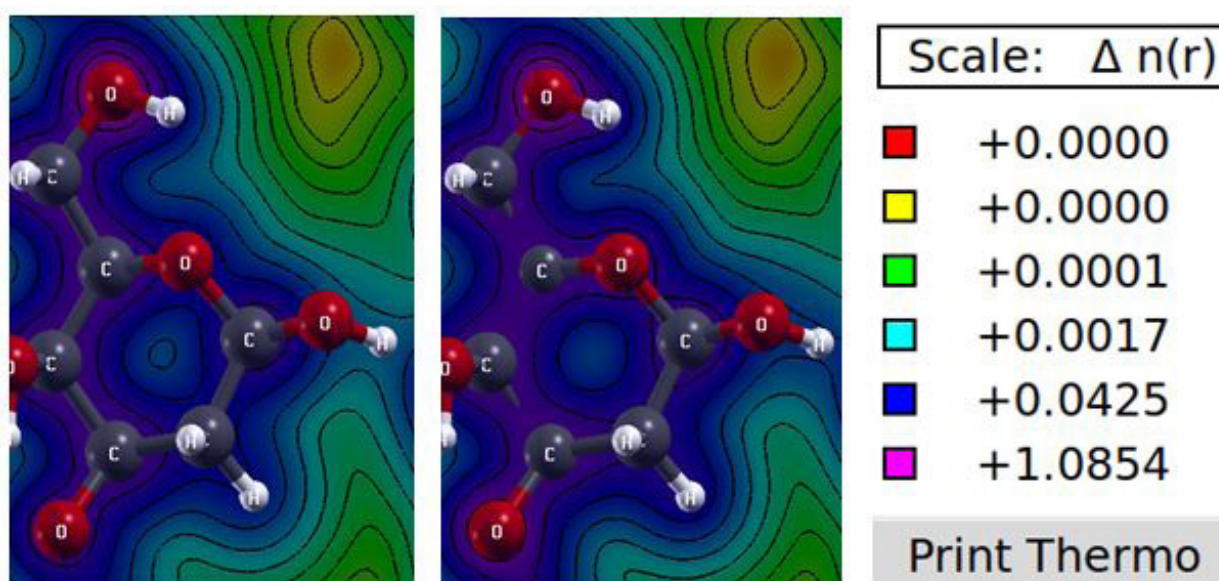 Scale: Δ n(r)
+0.0000
+0.0000
+0.0001
+0.0017
+0.0425
+1.0854
Print Thermo
O
H
H
C
C
O
O
H
C
O
C
H
C
H
C
H
O
O
H
H
C
C
O
O
H
C
O
C
H
C
H
C
H
O